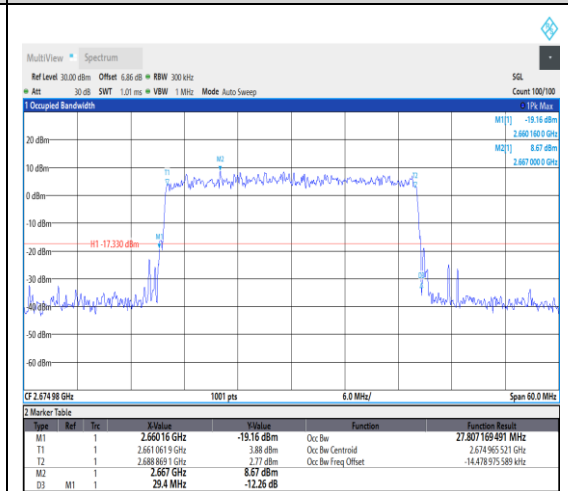 MultiView Spectrum
Ref Level 30.00 dBm Offset 6.86 dB RBW 300 kHz SGL
Att 30 dB SWT 1.01 ms VBW 1 MHz Mode Auto Sweep Count 100/100
1 Occupied Bandwidth 1Pk Max
M1[1] -19.16 dBm
2.660 160 0 GHz
M2[1] 8.67 dBm
2.667 000 0 GHz
20 dBm
10 dBm
0 dBm
-10 dBm
-20 dBm
-30 dBm
-40 dBm
-50 dBm
-60 dBm
T1
M2
T2
M1
H1 -17.330 dBm
D3
CF 2.674 98 GHz 1001 pts 6.0 MHz/ Span 60.0 MHz
2 Marker Table
Type Ref Trc X-Value Y-Value Function Function Result
M1 1 2.660 16 GHz -19.16 dBm Occ Bw 27.807 169 491 MHz
T1 1 2.661 061 9 GHz 3.88 dBm Occ Bw Centroid 2.674 965 521 GHz
T2 1 2.688 869 1 GHz 2.77 dBm Occ Bw Freq Offset -14.478 975 589 kHz
M2 1 2.667 GHz 8.67 dBm
D3 M1 1 29.4 MHz -12.26 dB